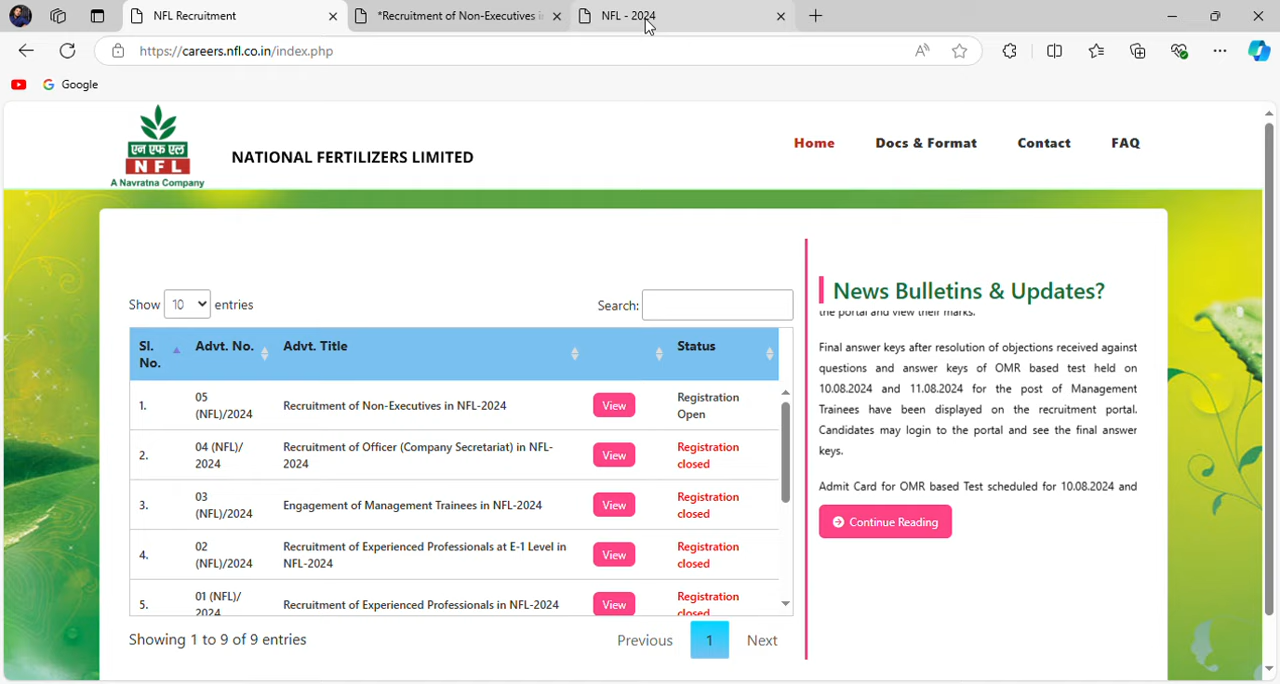 NFL Recruitment
*Recruitment of Non-Executives i
NFL - 2024
https://careers.nfl.co.in/index.php
Google
एन एफ एल
NFL
A Navratna Company
NATIONAL FERTILIZERS LIMITED
Home
Docs & Format
Contact
FAQ
Show 10 entries
Search:
Sl. No.
Advt. No.
Advt. Title
Status
1.
05 (NFL)/2024
Recruitment of Non-Executives in NFL-2024
View
Registration Open
2.
04 (NFL)/ 2024
Recruitment of Officer (Company Secretariat) in NFL-
2024
View
Registration closed
3.
03 (NFL)/2024
Engagement of Management Trainees in NFL-2024
View
Registration closed
4.
02 (NFL)/2024
Recruitment of Experienced Professionals at E-1 Level in
NFL-2024
View
Registration closed
5.
01 (NFL)/ 2024
Recruitment of Experienced Professionals in NFL-2024
View
Registration closed
Showing 1 to 9 of 9 entries
Previous
1
Next
News Bulletins & Updates?
the portal and view their marks.
Final answer keys after resolution of objections received against
questions and answer keys of OMR based test held on
10.08.2024 and 11.08.2024 for the post of Management
Trainees have been displayed on the recruitment portal.
Candidates may login to the portal and see the final answer
keys.
Admit Card for OMR based Test scheduled for 10.08.2024 and
Continue Reading